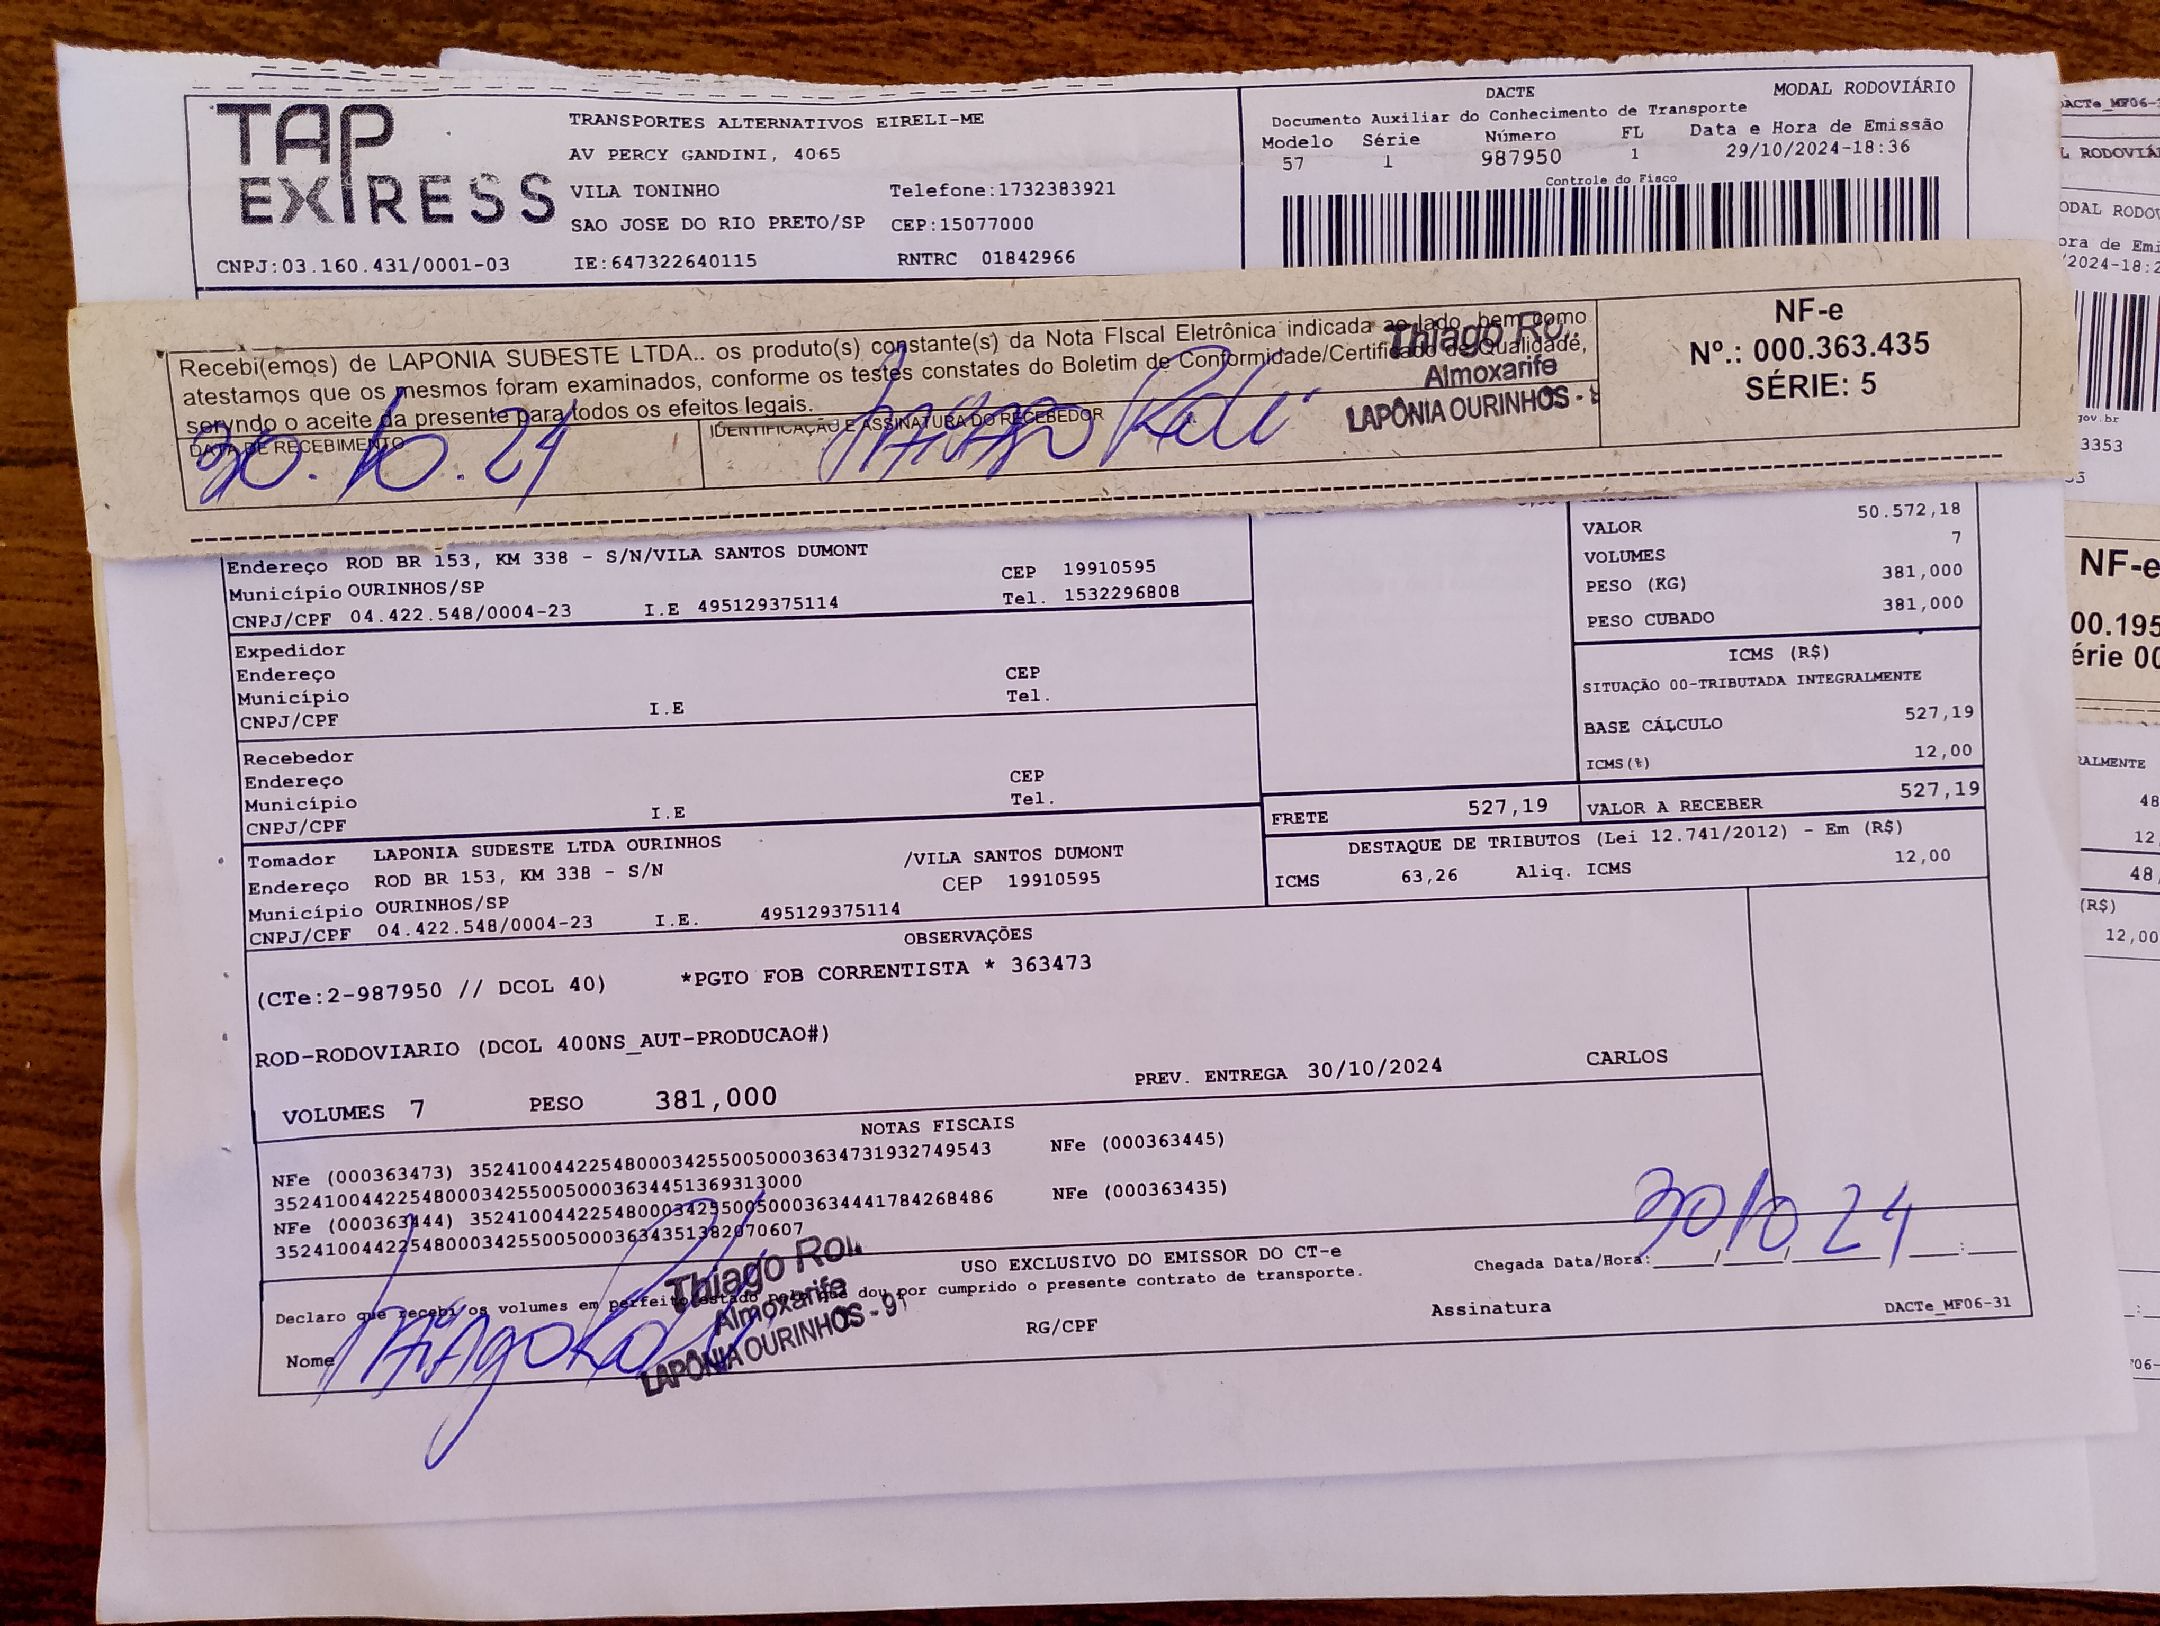 TAP EXPRESS
TRANSPORTES ALTERNATIVOS EIRELI-ME
AV PERCY GANDINI, 4065
VILA TONINHO Telefone:1732383921
SAO JOSE DO RIO PRETO/SP CEP:15077000
CNPJ:03.160.431/0001-03 IE:647322640115 RNTRC 01842966
DACTE MODAL RODOVIÁRIO
Documento Auxiliar do Conhecimento de Transporte
Modelo Série Número FL Data e Hora de Emissão
57 1 987950 1 29/10/2024-18:36
Controle do Fisco
Recebi(emos) de LAPONIA SUDESTE LTDA.. os produto(s) constante(s) da Nota FIscal Eletrônica indicada ao lado, bem como
atestamos que os mesmos foram examinados, conforme os testes constates do Boletim de Conformidade/Certificado de Qualidade,
seryndo o aceite da presente para todos os efeitos legais.
DATA DE RECEBIMENTO IDENTIFICAÇAO E ASSINATURA DO RECEBEDOR
30.10.24
Thiago
Almoxarife
LAPÔNIA OURINHOS -
NF-e
Nº.: 000.363.435
SÉRIE: 5
Endereço ROD BR 153, KM 338 - S/N/VILA SANTOS DUMONT
Município OURINHOS/SP CEP 19910595
CNPJ/CPF 04.422.548/0004-23 I.E 495129375114 Tel. 1532296808
Expedidor
Endereço CEP
Município Tel.
CNPJ/CPF I.E
Recebedor
Endereço CEP
Município Tel.
CNPJ/CPF I.E
Tomador LAPONIA SUDESTE LTDA OURINHOS
Endereço ROD BR 153, KM 338 - S/N /VILA SANTOS DUMONT
Município OURINHOS/SP CEP 19910595
CNPJ/CPF 04.422.548/0004-23 I.E. 495129375114
VALOR 50.572,18
VOLUMES 7
PESO (KG) 381,000
PESO CUBADO 381,000
ICMS (R$)
SITUAÇÃO 00-TRIBUTADA INTEGRALMENTE
BASE CÁLCULO 527,19
ICMS(%) 12,00
FRETE 527,19 VALOR A RECEBER 527,19
DESTAQUE DE TRIBUTOS (Lei 12.741/2012) - Em (R$)
ICMS 63,26 Aliq. ICMS 12,00
OBSERVAÇÕES
(CTe:2-987950 // DCOL 40) *PGTO FOB CORRENTISTA * 363473
ROD-RODOVIARIO (DCOL 400NS_AUT-PRODUCAO#)
PREV. ENTREGA 30/10/2024 CARLOS
VOLUMES 7 PESO 381,000
NOTAS FISCAIS
NFe (000363473) 35241004422548000342550050003634731932749543 NFe (000363445)
35241004422548000342550050003634451369313000
NFe (000363444) 35241004422548000342550050003634441784268486 NFe (000363435)
35241004422548000342550050003634351382070607
USO EXCLUSIVO DO EMISSOR DO CT-e
Declaro que recebi os volumes em perfeito estado pelo que dou por cumprido o presente contrato de transporte.
Chegada Data/Hora:____/____/______ ____:____
30 10 24
Nome RG/CPF Assinatura DACTe_MF06-31
Thiago
Almoxarife
LAPÔNIA OURINHOS - 9
NF-e
3353
12,00
(R$)